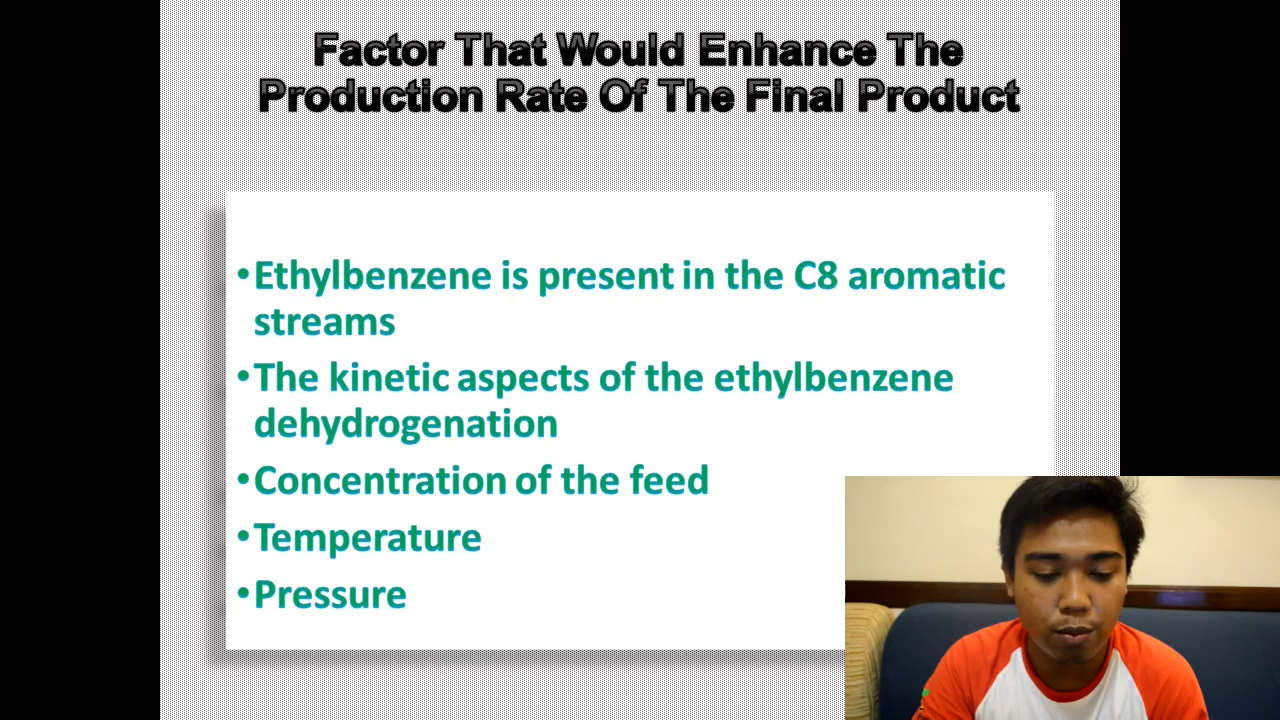 Factor That Would Enhance The
Production Rate Of The Final Product
•Ethylbenzene is present in the C8 aromatic
streams
•The kinetic aspects of the ethylbenzene
dehydrogenation
•Concentration of the feed
•Temperature
•Pressure